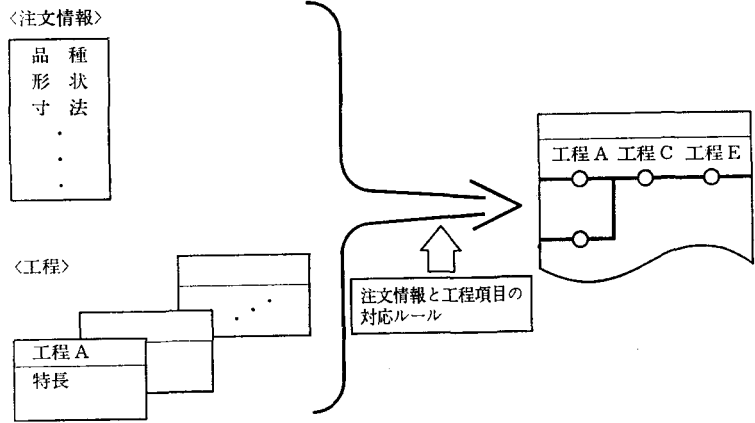 〈注文情報〉
品 種
形 状
寸 法
・
・
・
〈工程〉
・・・
工程A
特長
注文情報と工程項目の
対応ルール
工程A 工程C 工程E